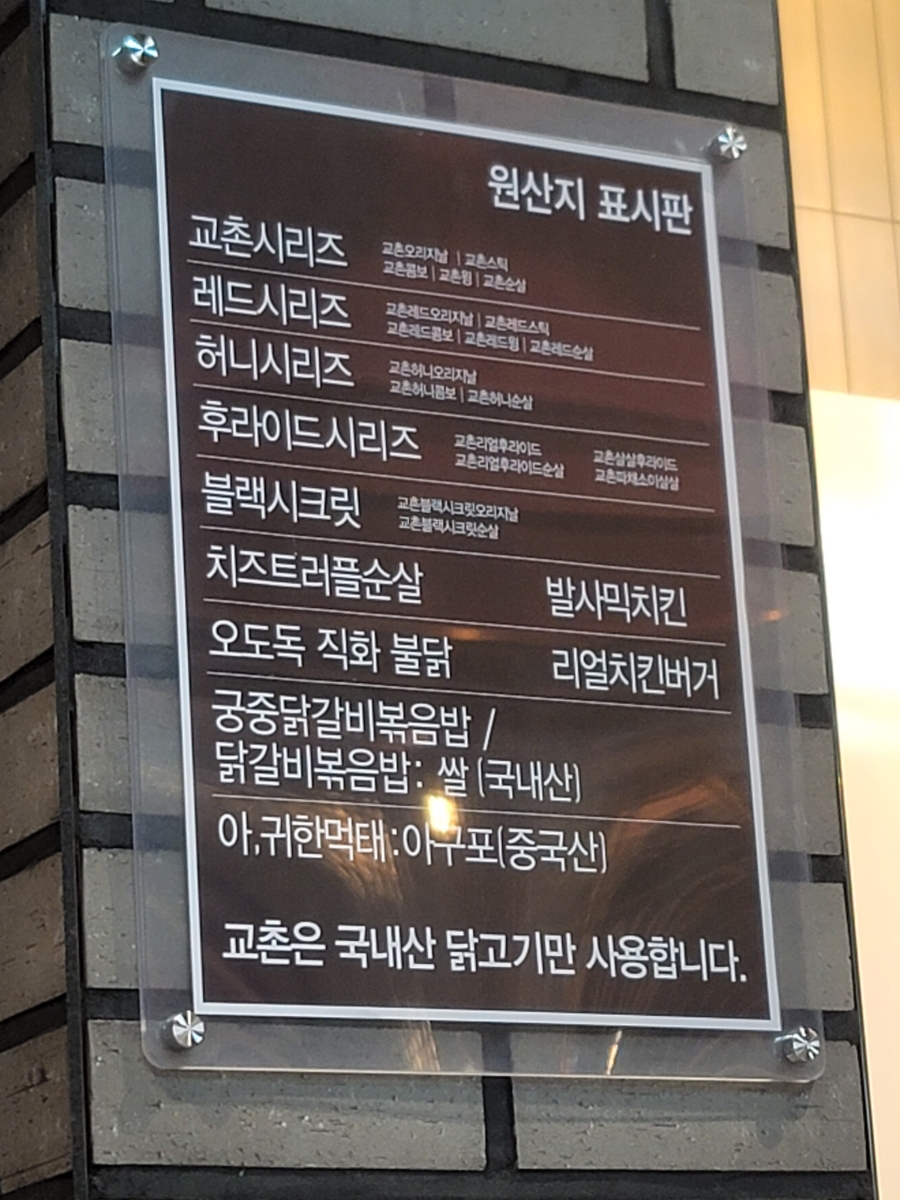 원산지 표시판
교촌시리즈 교촌오리지날 | 교촌스틱
교촌콤보 | 교촌윙 | 교촌순살
레드시리즈 교촌레드오리지날 | 교촌레드스틱
교촌레드콤보 | 교촌레드윙 | 교촌레드순살
허니시리즈 교촌허니오리지날
교촌허니콤보 | 교촌허니순살
후라이드시리즈 교촌리얼후라이드 교촌살살후라이드
교촌리얼후라이드순살 교촌파채소이살살
블랙시크릿 교촌블랙시크릿오리지날
교촌블랙시크릿순살
치즈트러플순살 발사믹치킨
오도독 직화 불닭 리얼치킨버거
궁중닭갈비볶음밥 /
닭갈비볶음밥: 쌀 (국내산)
아,귀한먹태:아구포(중국산)
교촌은 국내산 닭고기만 사용합니다.